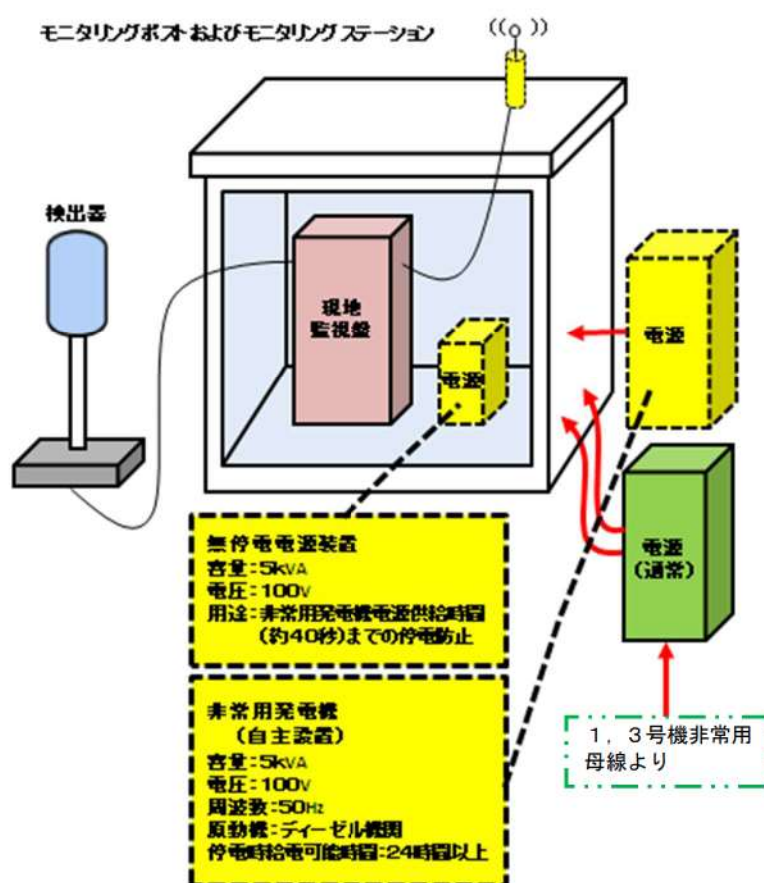 モニタリングポストおよびモニタリングステーション
((○))
検出器
現地
監視盤
電源
電源
電源
(通常)
無停電電源装置
容量:5kVA
電圧:100V
用途:非常用発電機電源供給時間
(約40秒)までの停電防止
1,3号機非常用
母線より
非常用発電機
(自主設置)
容量:5kVA
電圧:100V
周波数:50Hz
原動機:ディーゼル機関
停電時給電可能時間:24時間以上